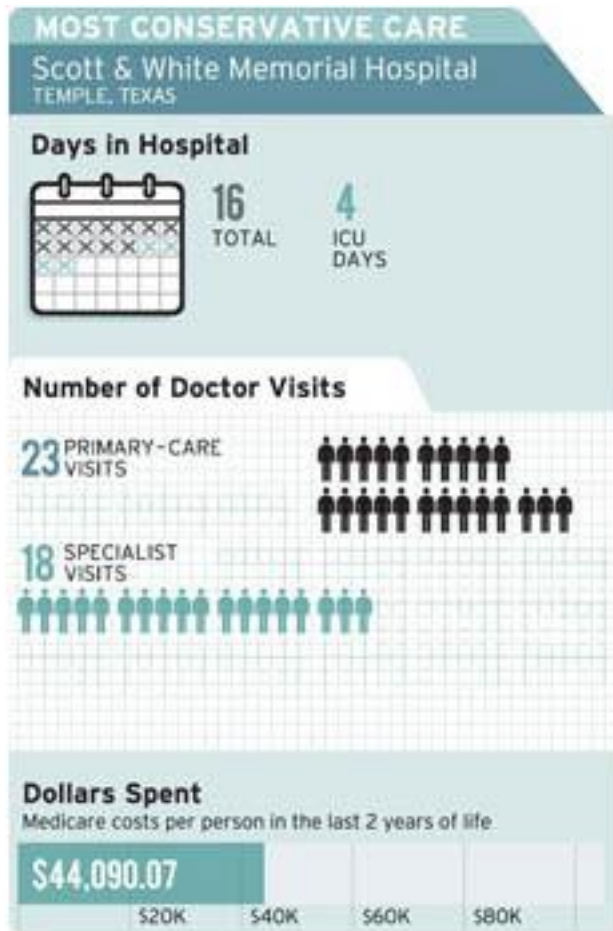 MOST CONSERVATIVE CARE
Scott & White Memorial Hospital
TEMPLE, TEXAS
Days in Hospital
16
TOTAL
4
ICU
DAYS
Number of Doctor Visits
23 PRIMARY-CARE
VISITS
18 SPECIALIST
VISITS
Dollars Spent
Medicare costs per person in the last 2 years of life
$44,090.07
$20K $40K $60K $80K